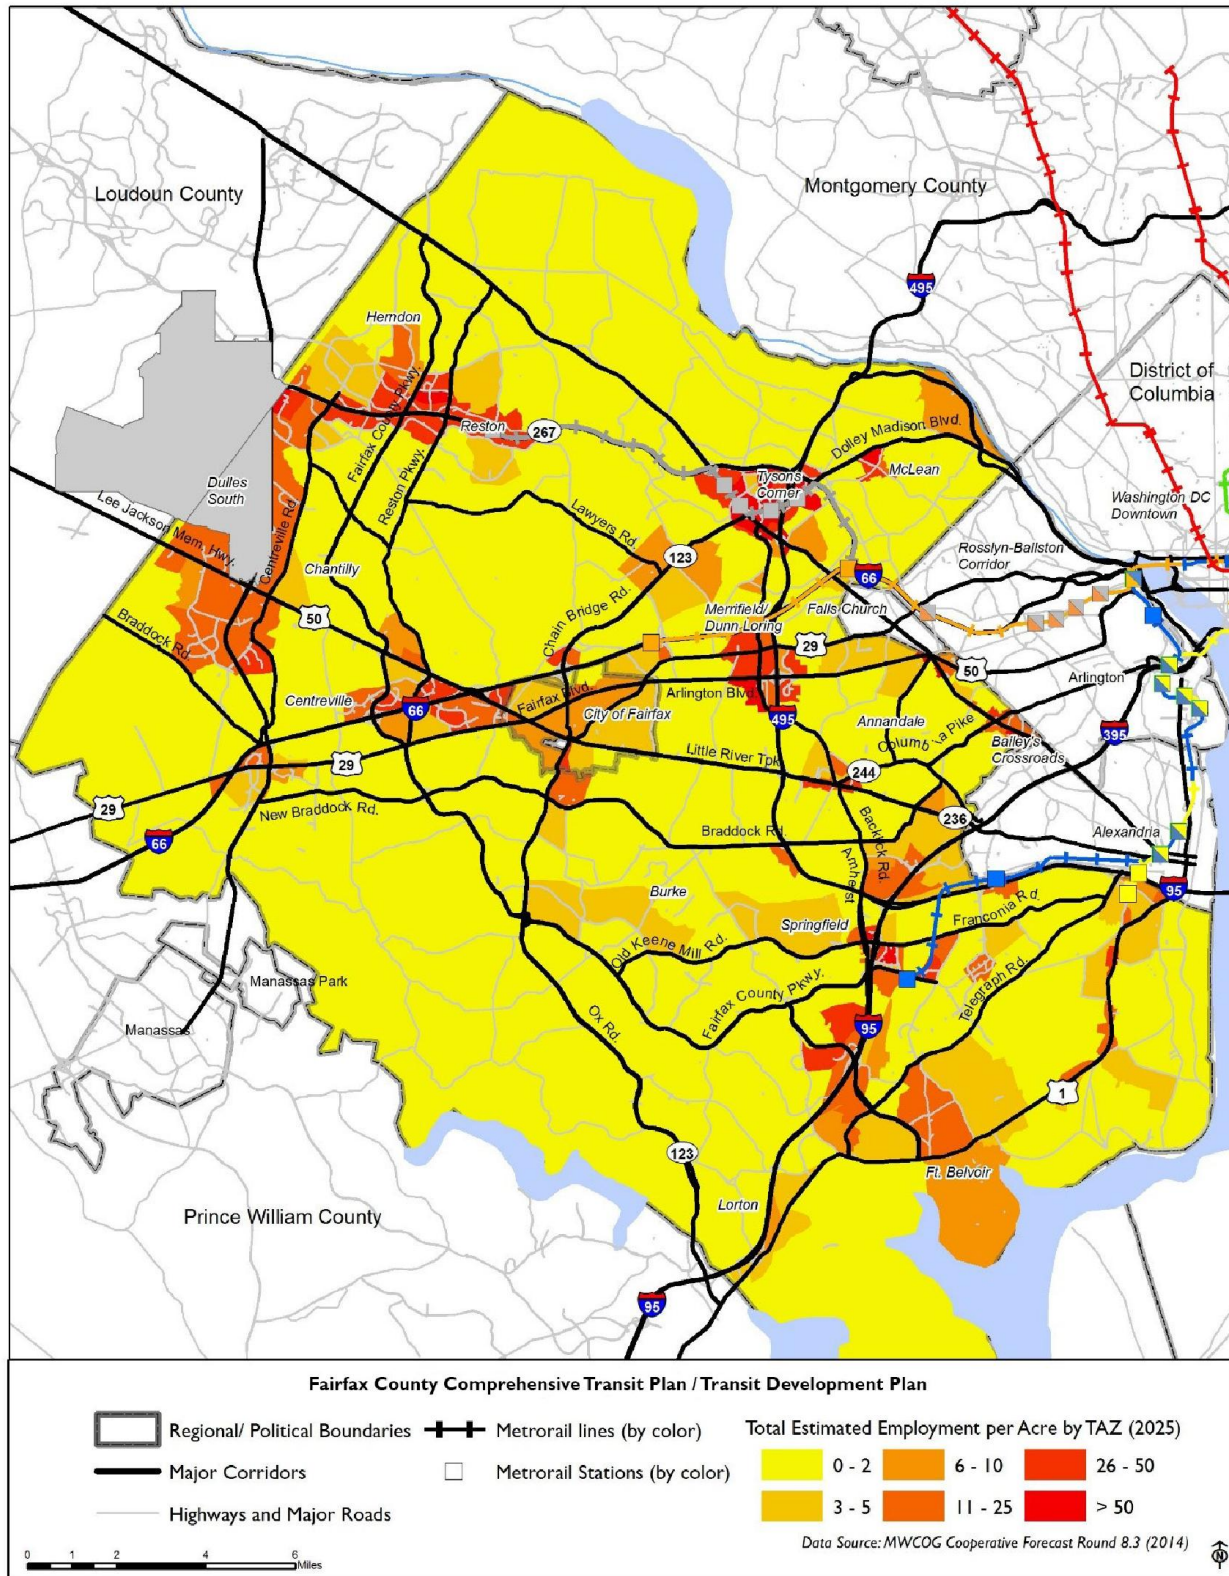 Loudoun County
Montgomery County
495
Herndon
District of
Columbia
Fairfax County Pkwy.
Reston
267
Dolley Madison Blvd.
McLean
Tyson's
Corner
Reston Pkwy.
Dulles
South
Lee Jackson Mem. Hwy.
Centreville Rd.
Lawyers Rd.
Washington DC
Downtown
Rosslyn-Ballston
Corridor
Chantilly
123
66
Chain Bridge Rd.
Merrifield/
Dunn Loring
Falls Church
Braddock Rd.
50
29
50
Arlington
Centreville
66
Fairfax Blvd.
City of Fairfax
Arlington Blvd.
495
Annandale
Columbia Pike
Bailey's
Crossroads
395
Little River Tpk.
244
29
29
New Braddock Rd.
66
Braddock Rd.
236
Backlick Rd.
Amherst
Alexandria
95
Burke
Springfield
Franconia Rd.
Old Keene Mill Rd.
Manassas Park
Manassas
Fairfax County Pkwy.
Telegraph Rd.
Ox Rd.
95
1
123
Ft. Belvoir
Lorton
Prince William County
95
Fairfax County Comprehensive Transit Plan / Transit Development Plan
Regional/ Political Boundaries
Metrorail lines (by color)
Major Corridors
Metrorail Stations (by color)
Highways and Major Roads
Total Estimated Employment per Acre by TAZ (2025)
0 - 2
6 - 10
26 - 50
3 - 5
11 - 25
> 50
Data Source: MWCOG Cooperative Forecast Round 8.3 (2014)
N
0 1 2 4 6
Miles